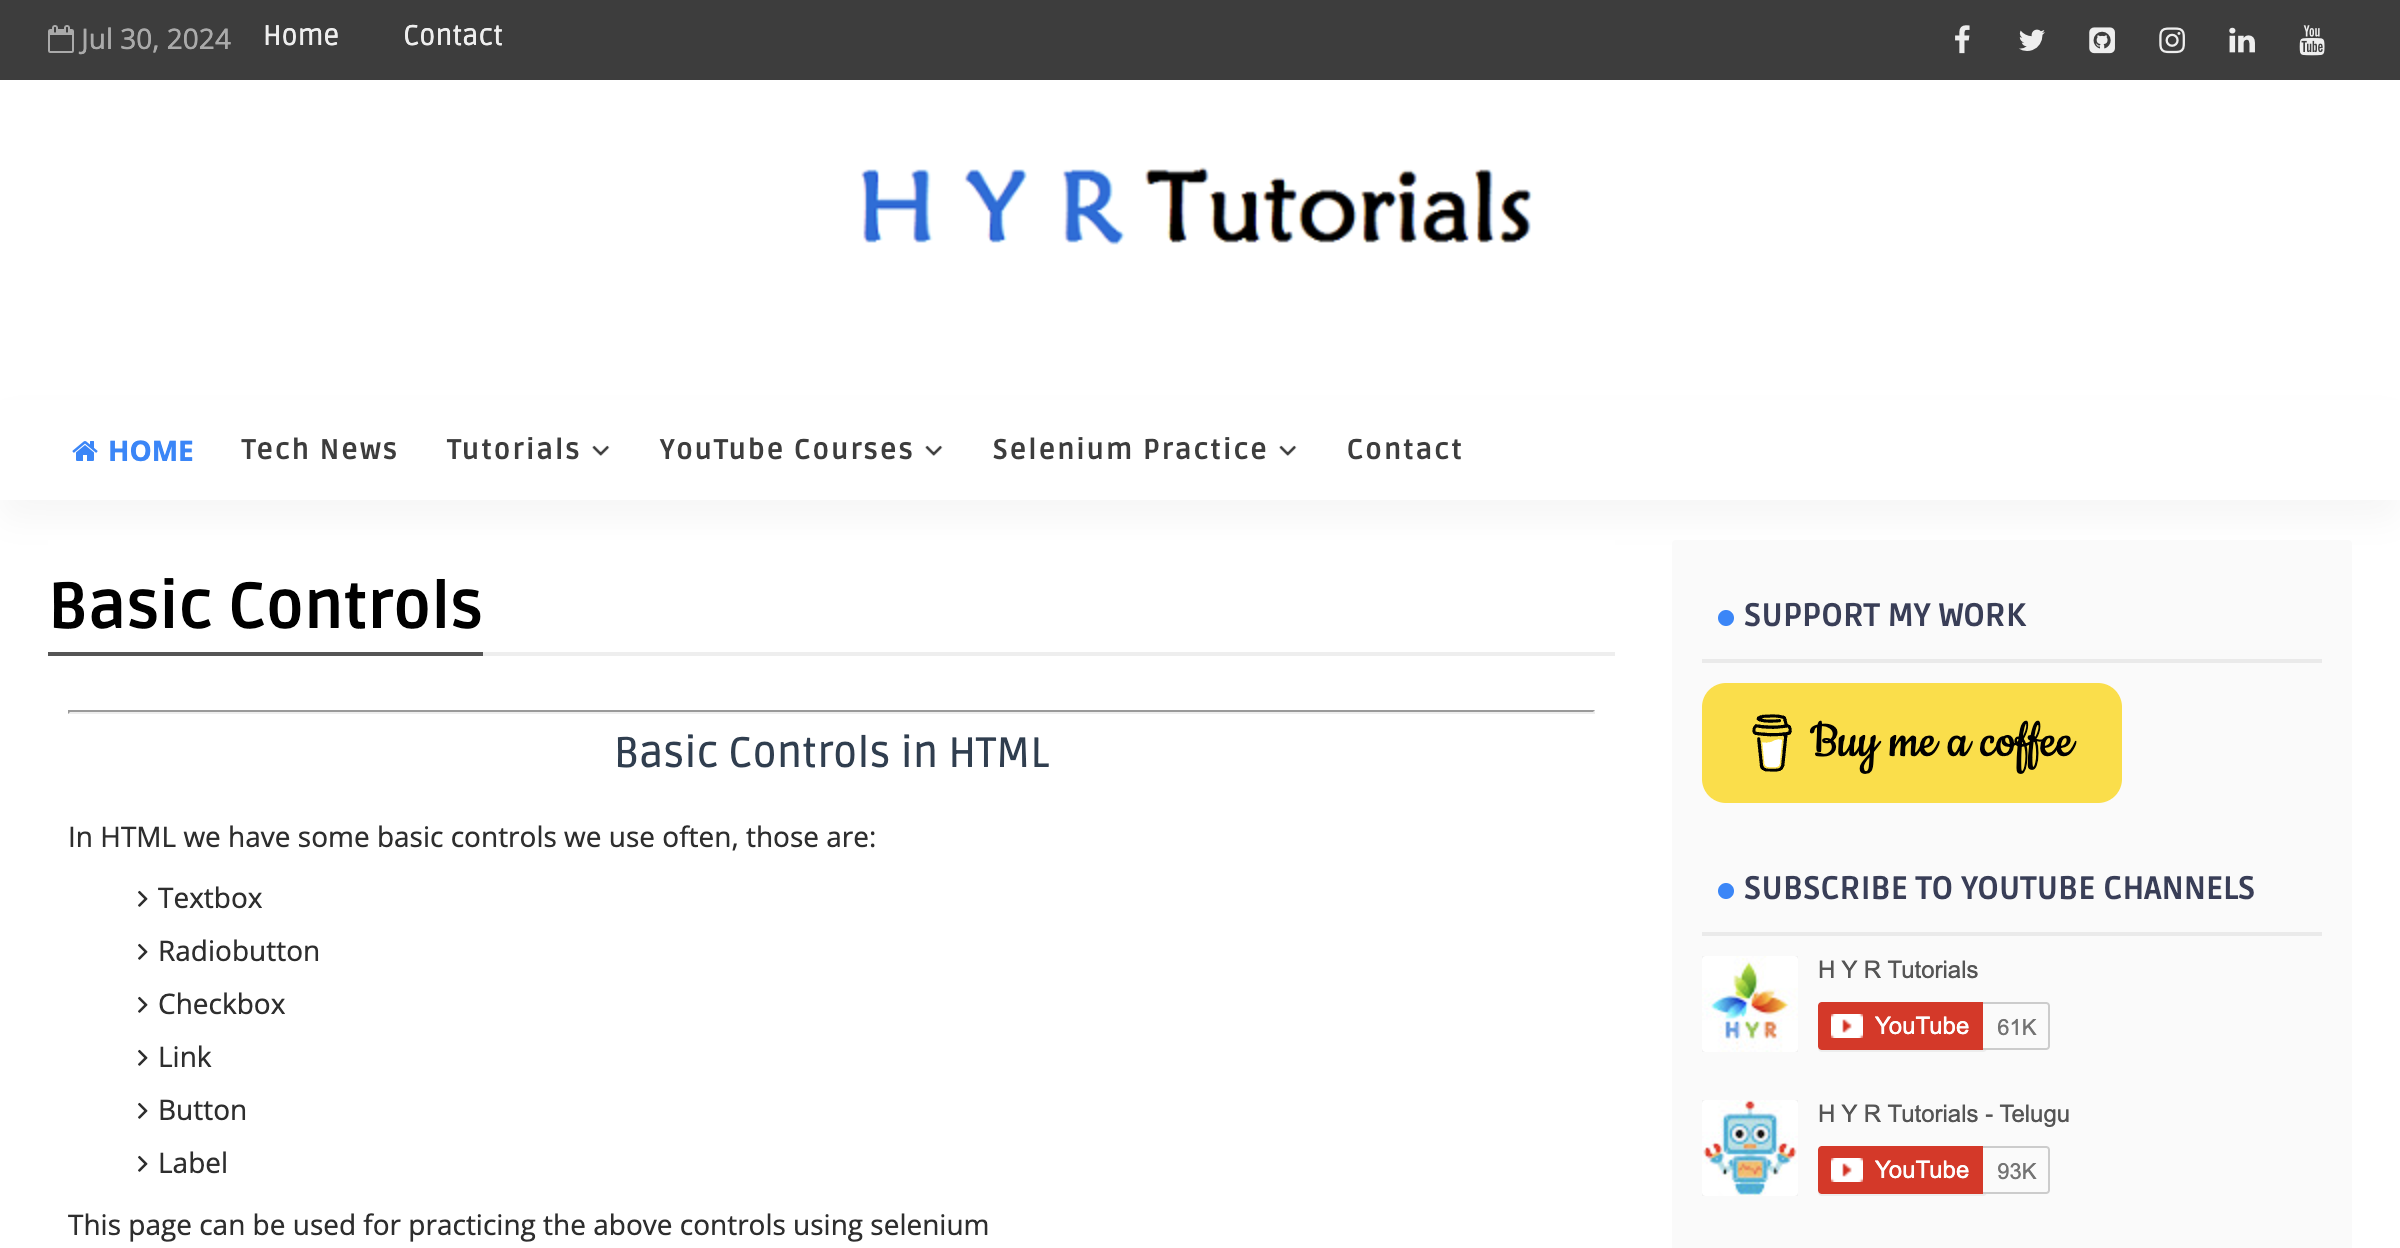 Jul 30, 2024 Home Contact
You Tube
H Y R Tutorials
HOME Tech News Tutorials YouTube Courses Selenium Practice Contact
Basic Controls
Basic Controls in HTML
In HTML we have some basic controls we use often, those are:
Textbox
Radiobutton
Checkbox
Link
Button
Label
This page can be used for practicing the above controls using selenium
SUPPORT MY WORK
Buy me a coffee
SUBSCRIBE TO YOUTUBE CHANNELS
H Y R Tutorials
HYR
YouTube 61K
H Y R Tutorials - Telugu
YouTube 93K